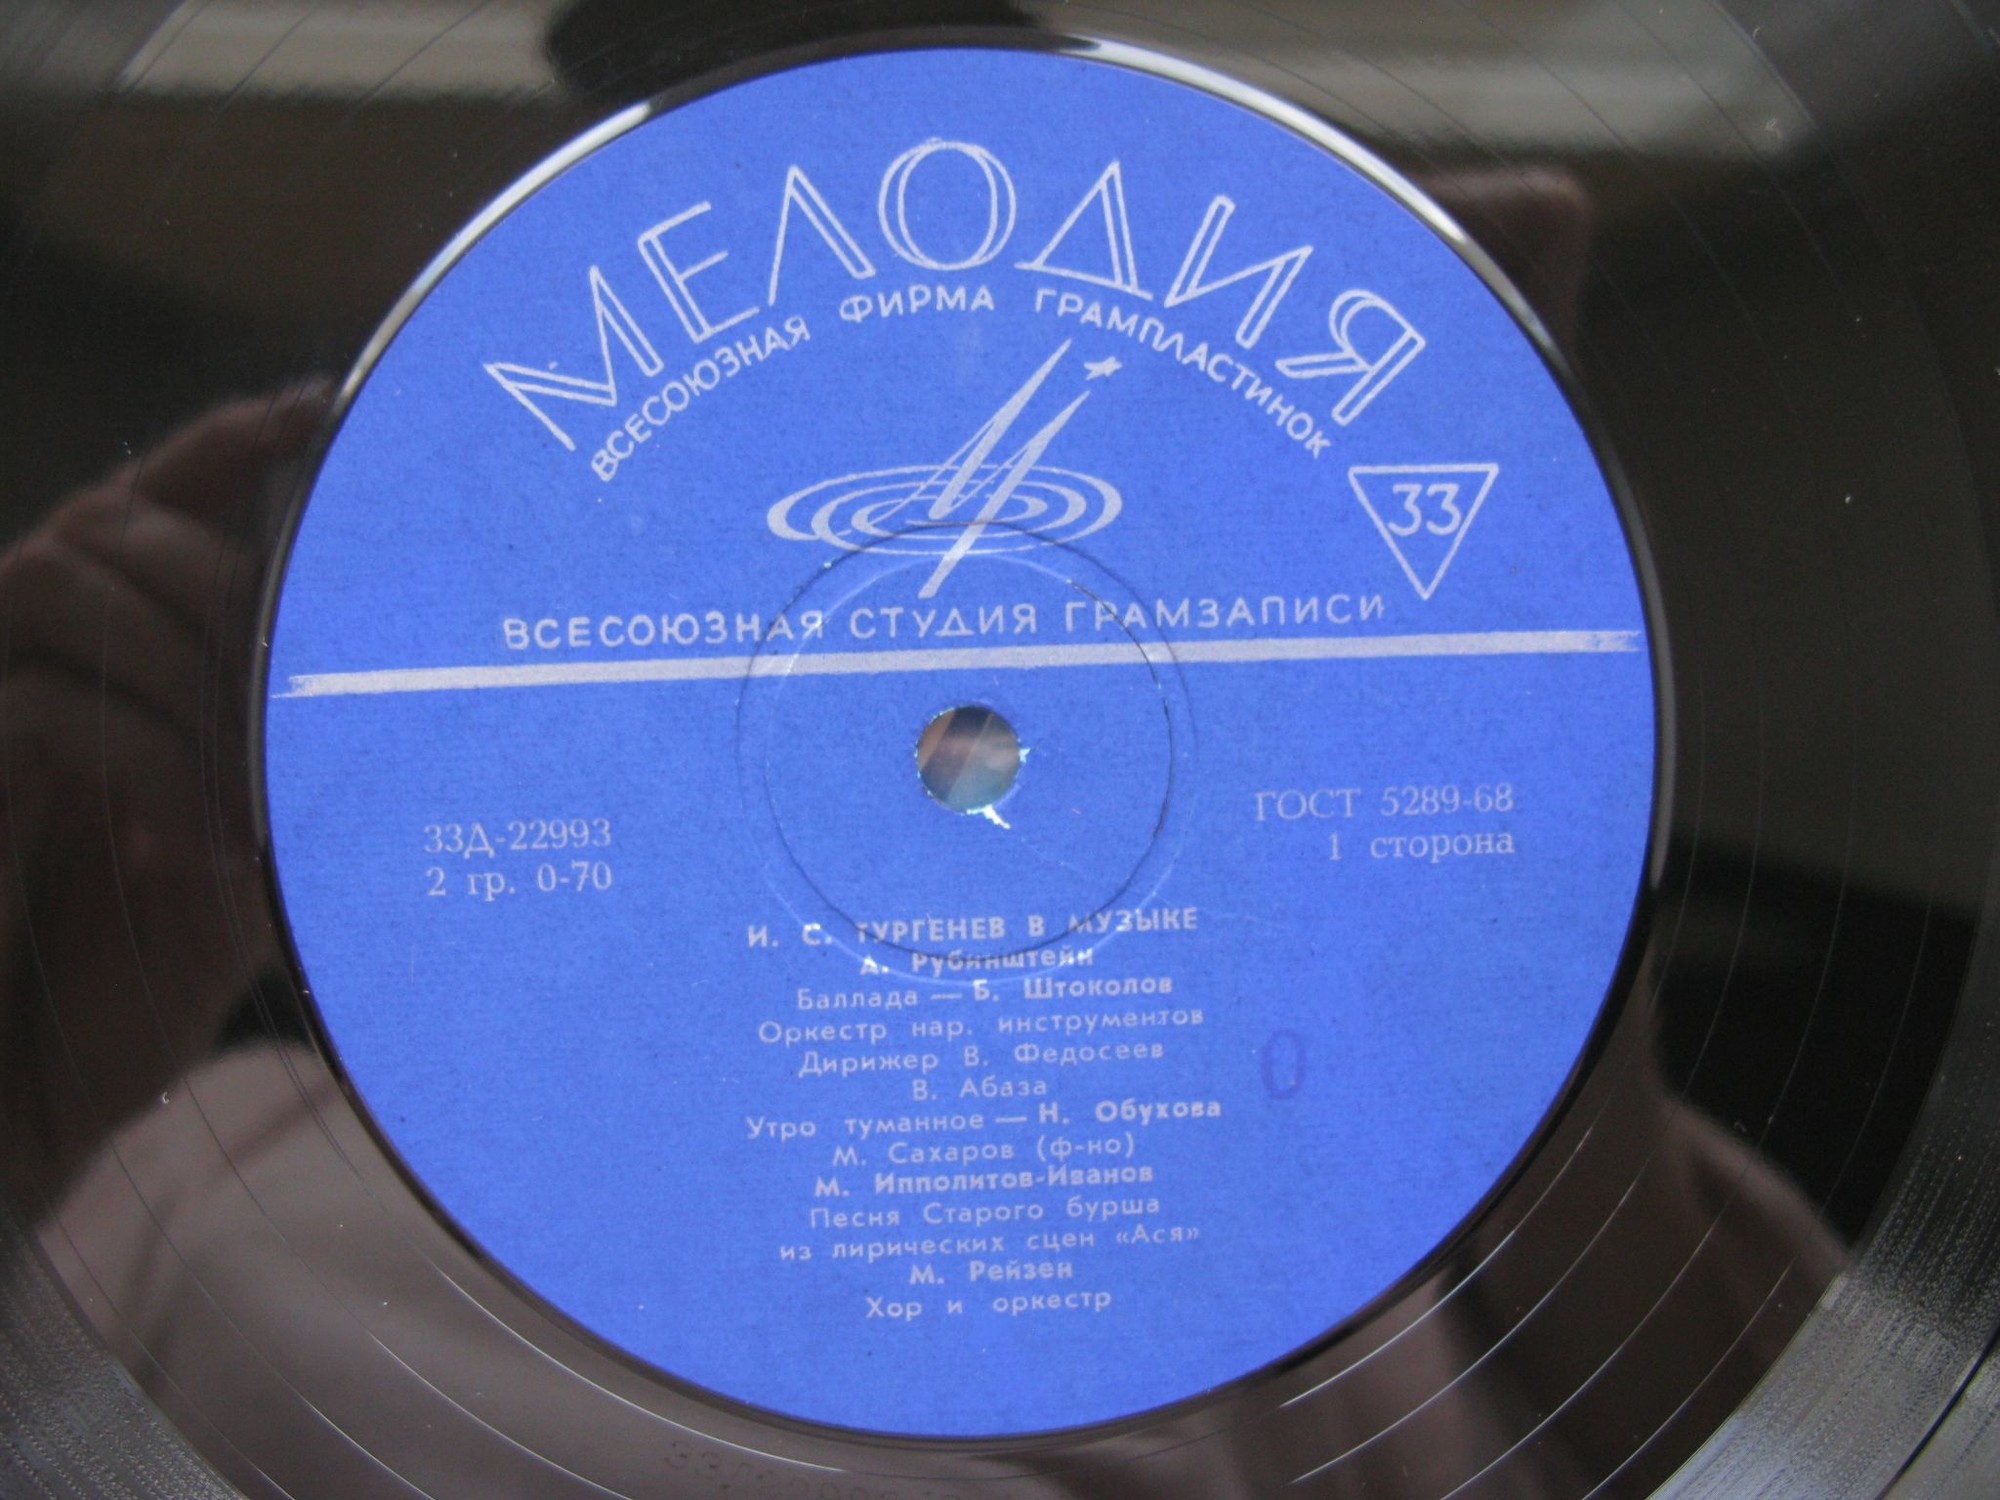 МЕЛОДИЯ
ВСЕСОЮЗНАЯ ФИРМА ГРАМПЛАСТИНОК
33
ВСЕСОЮЗНАЯ СТУДИЯ ГРАМЗАПИСИ
33Д-22993
2 гр. 0-70
ГОСТ 5289-68
1 сторона
И. С. ТУРГЕНЕВ В МУЗЫКЕ
А. Рубинштейн
Баллада — Б. Штоколов
Оркестр нар. инструментов
Дирижер В. Федосеев
В. Абаза
Утро туманное — Н. Обухова
М. Сахаров (ф-но)
М. Ипполитов-Иванов
Песня Старого бурша
из лирических сцен «Ася»
М. Рейзен
Хор и оркестр
0